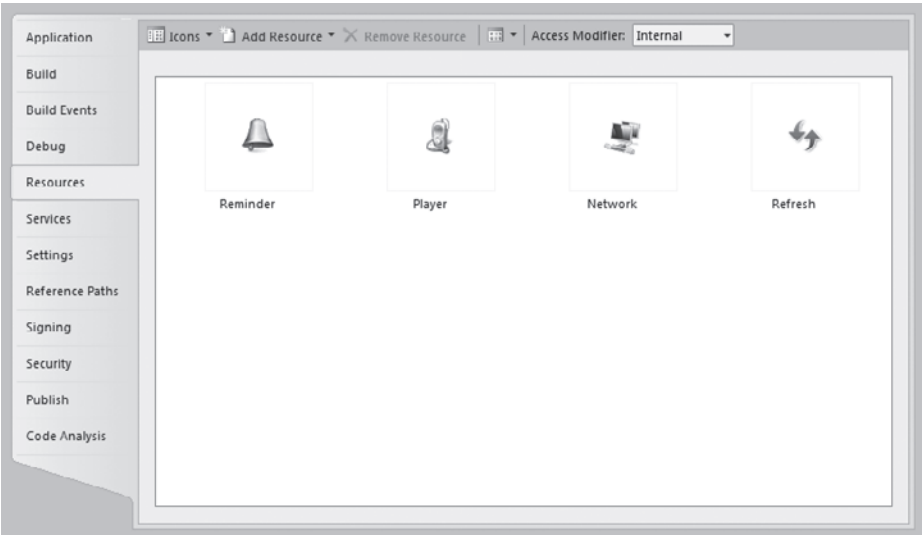 Application
Icons Add Resource Remove Resource Access Modifier: Internal
Build
Build Events
Debug
Resources
Services
Settings
Reference Paths
Signing
Security
Publish
Code Analysis
Reminder Player Network Refresh